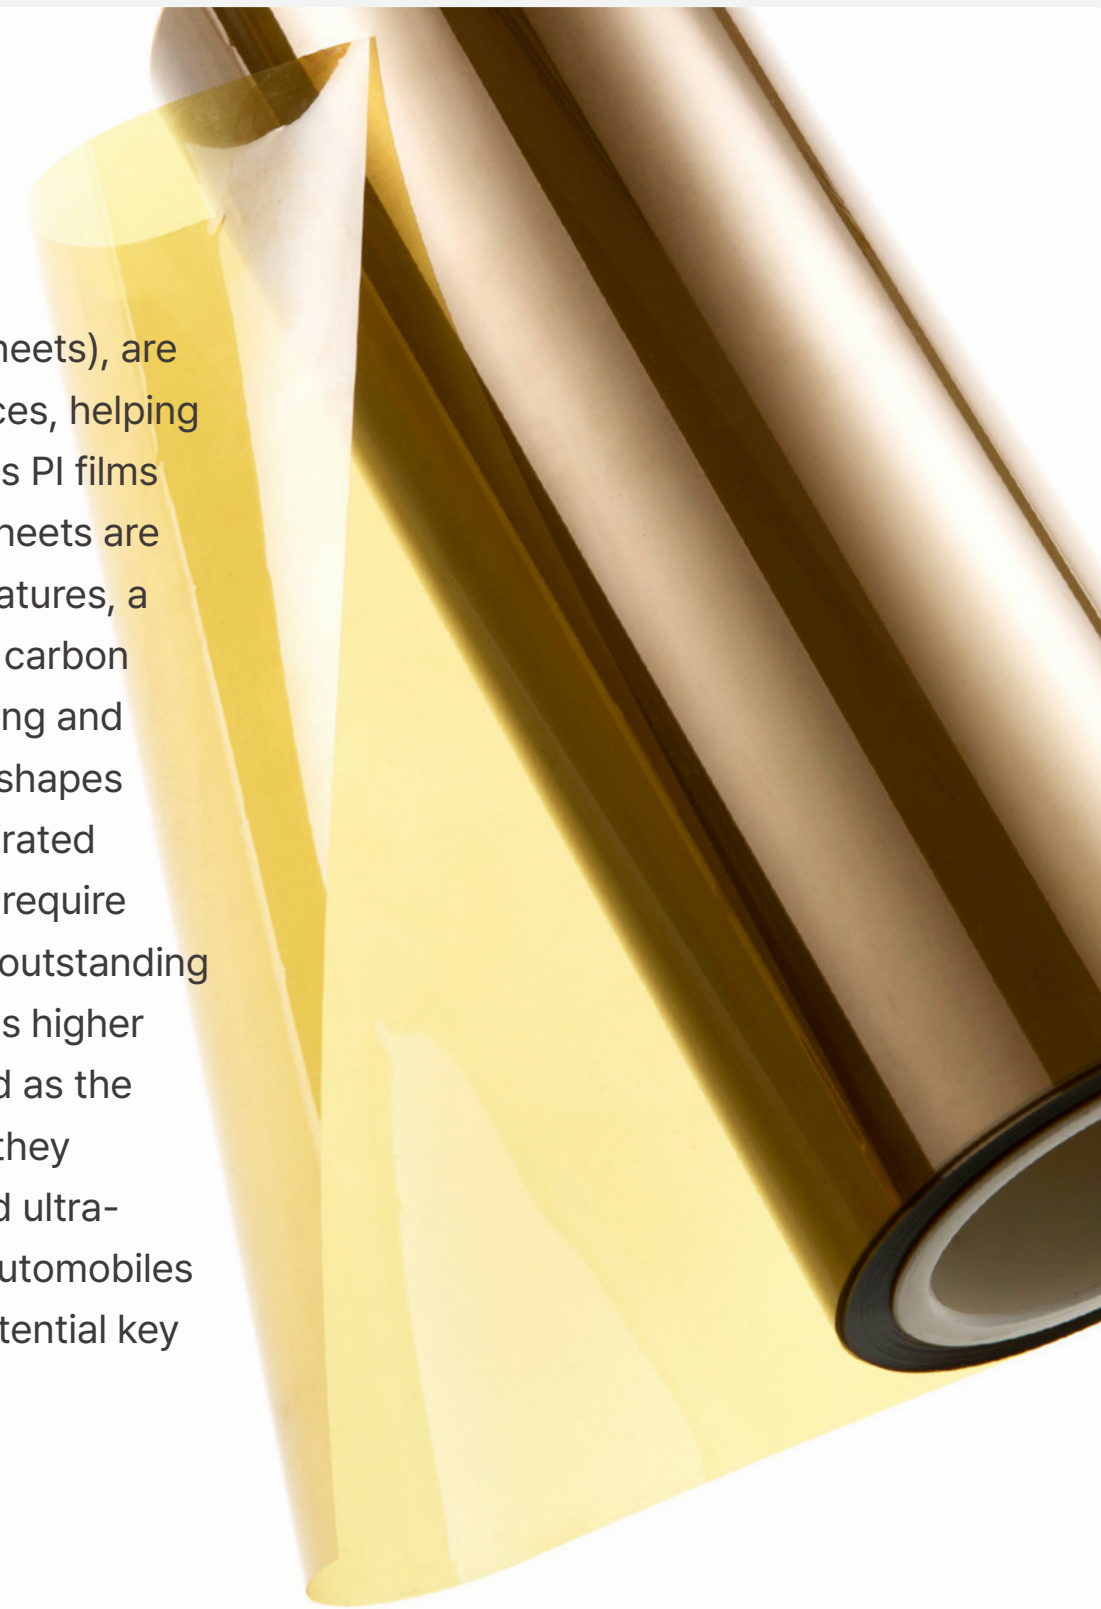 heets), are
ces, helping
s PI films
heets are
atures, a
carbon
ng and
shapes
rated
require
outstanding
s higher
d as the
they
d ultra-
utomobiles
tential key